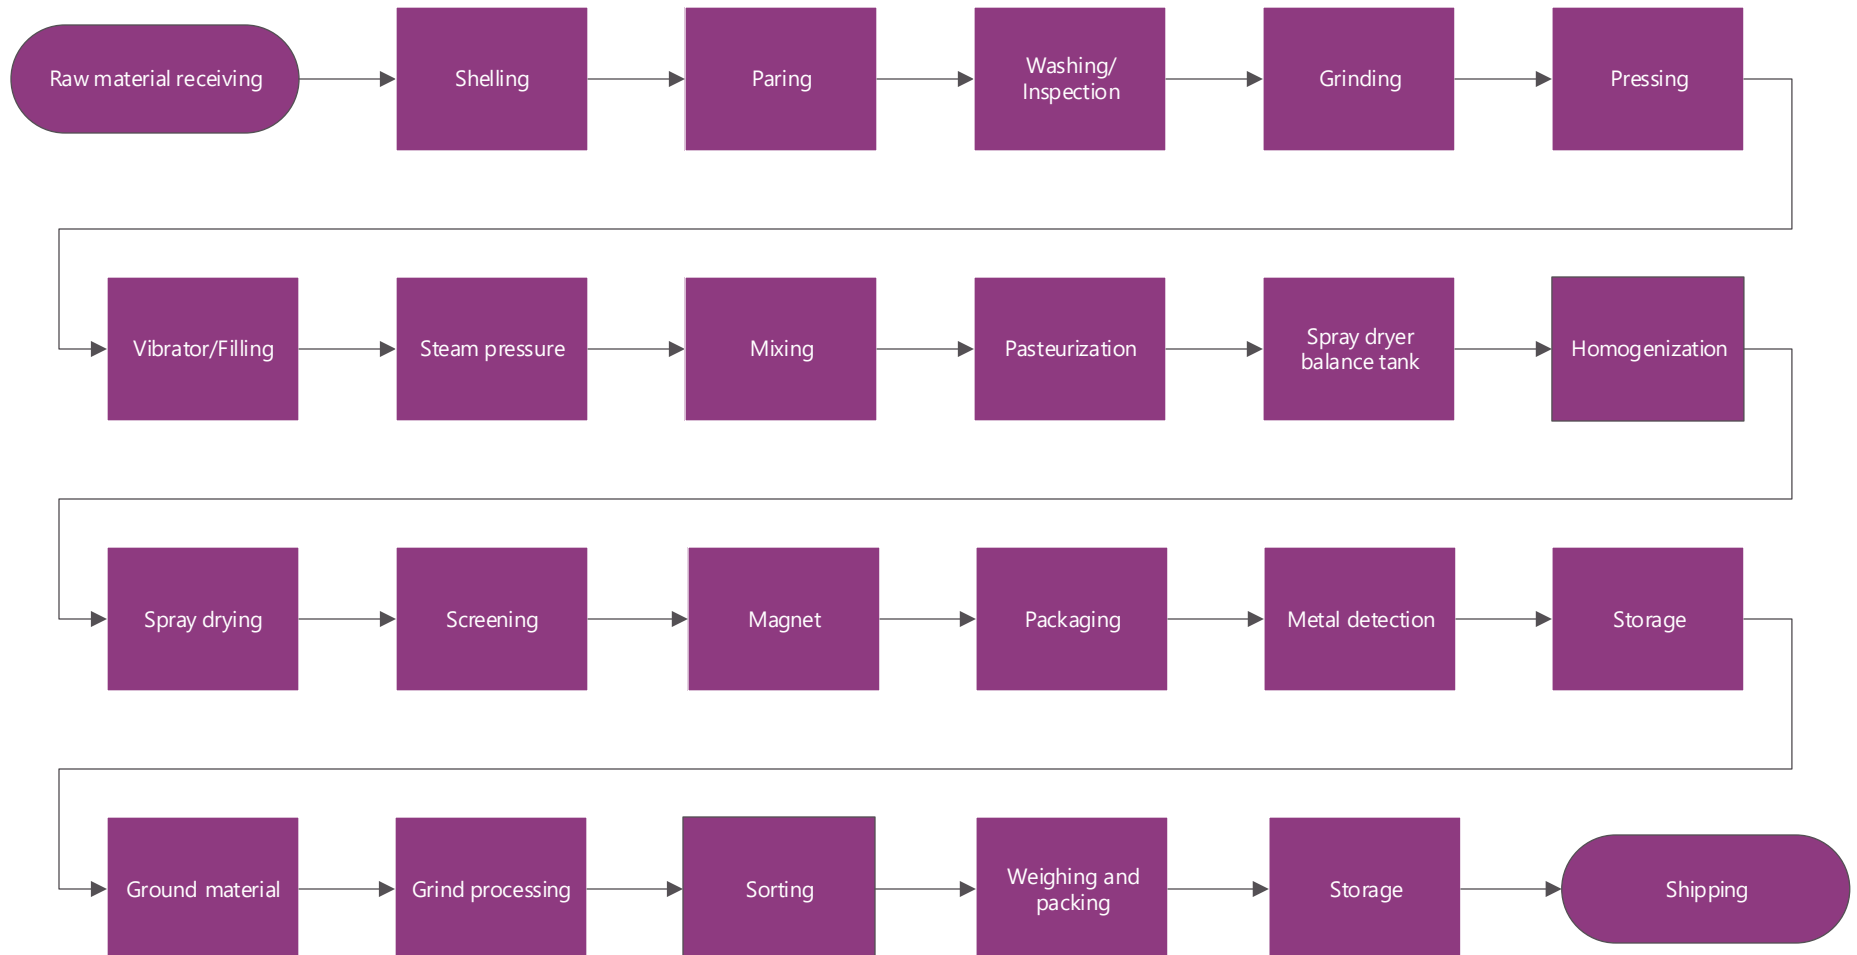 Raw material receiving
Shelling
Paring
Washing/
Inspection
Grinding
Pressing
Vibrator/Filling
Steam pressure
Mixing
Pasteurization
Spray dryer
balance tank
Homogenization
Spray drying
Screening
Magnet
Packaging
Metal detection
Storage
Ground material
Grind processing
Sorting
Weighing and
packing
Storage
Shipping